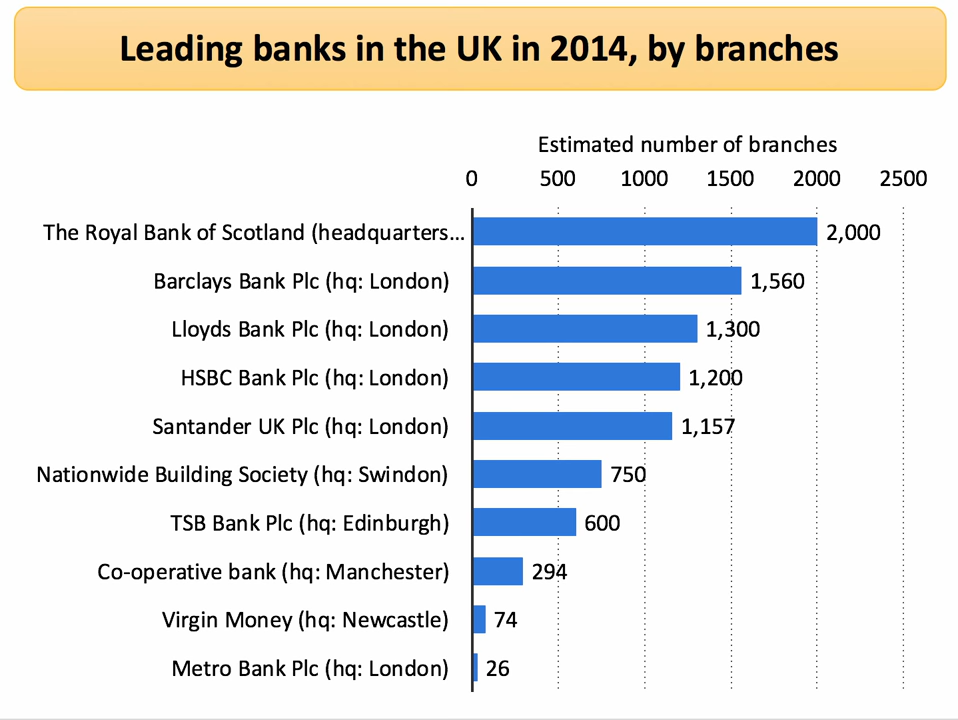 Leading banks in the UK in 2014, by branches
Estimated number of branches
0 500 1000 1500 2000 2500
The Royal Bank of Scotland (headquarters... 2,000
Barclays Bank Plc (hq: London) 1,560
Lloyds Bank Plc (hq: London) 1,300
HSBC Bank Plc (hq: London) 1,200
Santander UK Plc (hq: London) 1,157
Nationwide Building Society (hq: Swindon) 750
TSB Bank Plc (hq: Edinburgh) 600
Co-operative bank (hq: Manchester) 294
Virgin Money (hq: Newcastle) 74
Metro Bank Plc (hq: London) 26